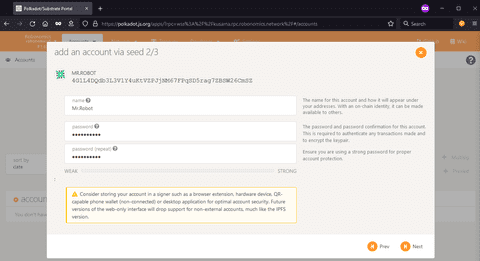 Polkadot/Substrate Portal
https://polkadot.js.org/apps/?rpc=wss%3A%2F%2Fkusama.rpc.robonomics.network%2F#/accounts
Search
Accounts
add an account via seed 2/3
MR.ROBOT
name
Mr.Robot
The name for this account and how it will appear under your addresses. With an on-chain identity, it can be made available to others.
password
••••••••••
The password and password confirmation for this account. This is required to authenticate any transactions made and to encrypt the keypair.
password (repeat)
••••••••••
Ensure you are using a strong password for proper account protection.
WEAK
STRONG
sort by
Consider storing your account in a signer such as a browser extension, hardware device, QR-
capable phone wallet (non-connected) or desktop application for optimal account security. Future
versions of the web-only interface will drop support for non-external accounts, much like the IPFS
version.
Prev
Next